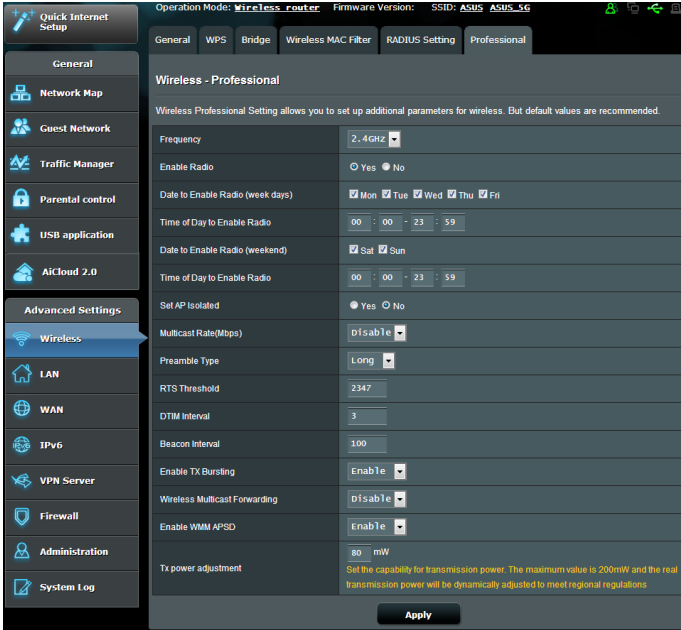 Operation Mode: Wireless router Firmware Version: SSID: ASUS ASUS_5G
Quick Internet
Setup
General WPS Bridge Wireless MAC Filter RADIUS Setting Professional
General
Network Map
Guest Network
Traffic Manager
Parental control
USB application
AiCloud 2.0
Advanced Settings
Wireless
LAN
WAN
IPv6
VPN Server
Firewall
Administration
System Log
Wireless - Professional
Wireless Professional Setting allows you to set up additional parameters for wireless. But default values are recommended.
Frequency 2.4GHz
Enable Radio Yes No
Date to Enable Radio (week days) Mon Tue Wed Thu Fri
Time of Day to Enable Radio 00 : 00 - 23 : 59
Date to Enable Radio (weekend) Sat Sun
Time of Day to Enable Radio 00 : 00 - 23 : 59
Set AP Isolated Yes No
Multicast Rate(Mbps) Disable
Preamble Type Long
RTS Threshold 2347
DTIM Interval 3
Beacon Interval 100
Enable TX Bursting Enable
Wireless Multicast Forwarding Disable
Enable WMM APSD Enable
Tx power adjustment 80 mW
Set the capability for transmission power. The maximum value is 200mW and the real
transmission power will be dynamically adjusted to meet regional regulations
Apply